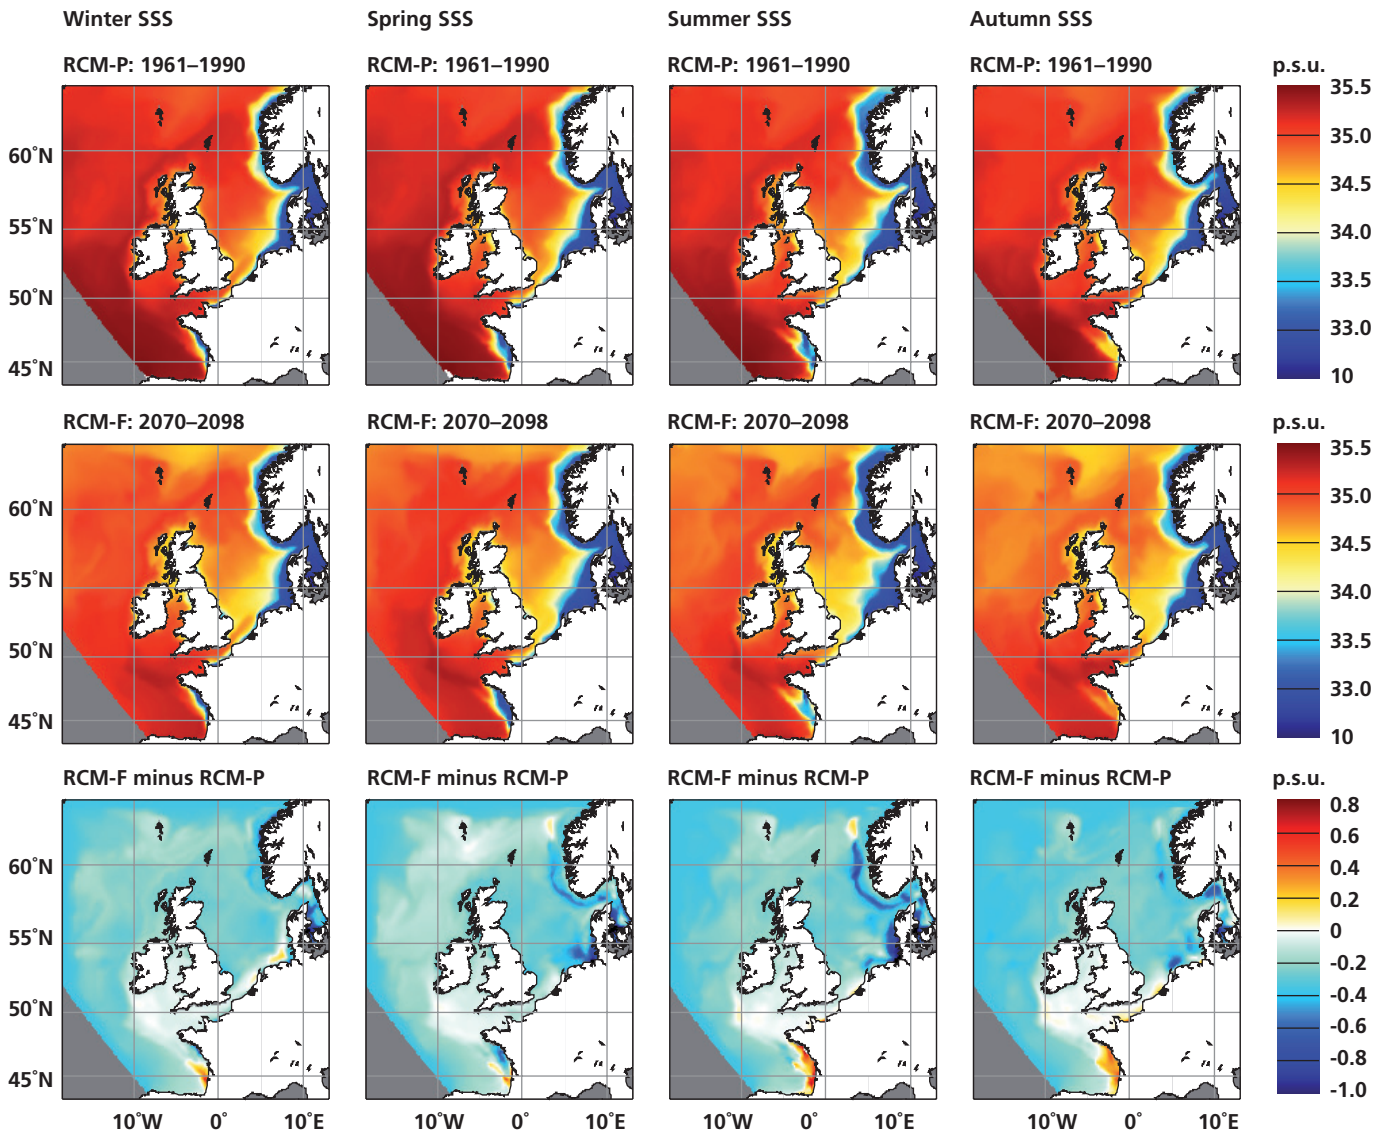 Winter SSS
Spring SSS
Summer SSS
Autumn SSS
RCM-P: 1961–1990
RCM-P: 1961–1990
RCM-P: 1961–1990
RCM-P: 1961–1990
p.s.u.
35.5
35.0
34.5
34.0
33.5
33.0
10
60˚N
55˚N
50˚N
45˚N
RCM-F: 2070–2098
RCM-F: 2070–2098
RCM-F: 2070–2098
RCM-F: 2070–2098
p.s.u.
35.5
35.0
34.5
34.0
33.5
33.0
10
60˚N
55˚N
50˚N
45˚N
RCM-F minus RCM-P
RCM-F minus RCM-P
RCM-F minus RCM-P
RCM-F minus RCM-P
p.s.u.
0.8
0.6
0.4
0.2
0
-0.2
-0.4
-0.6
-0.8
-1.0
60˚N
55˚N
50˚N
45˚N
10˚W 0˚ 10˚E
10˚W 0˚ 10˚E
10˚W 0˚ 10˚E
10˚W 0˚ 10˚E